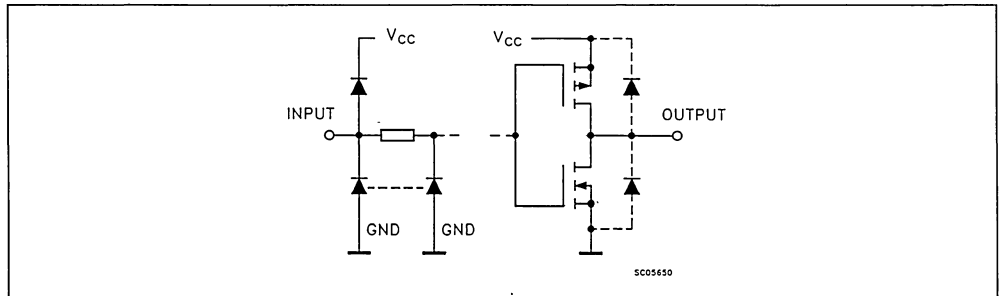 VCC
VCC
INPUT
OUTPUT
GND
GND
SC05650